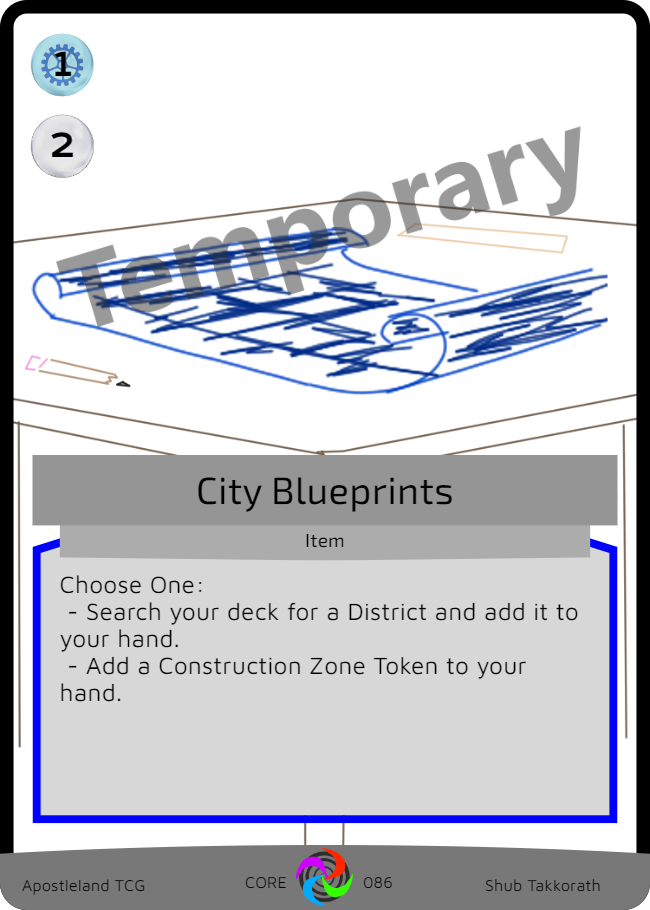 1
2
Temporary
City Blueprints
Item
Choose One:
- Search your deck for a District and add it to
your hand.
- Add a Construction Zone Token to your
hand.
Apostleland TCG
CORE
086
Shub Takkorath